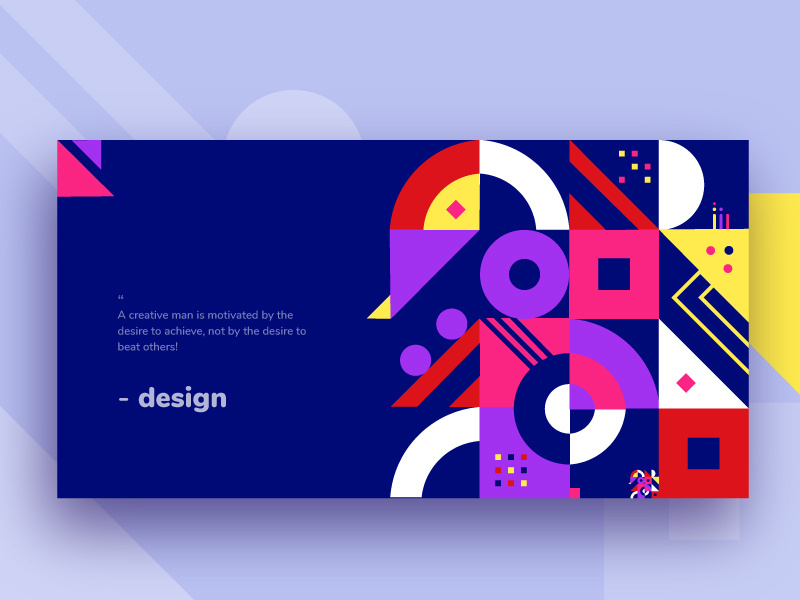 “
A creative man is motivated by the
desire to achieve, not by the desire to
beat others!
- design